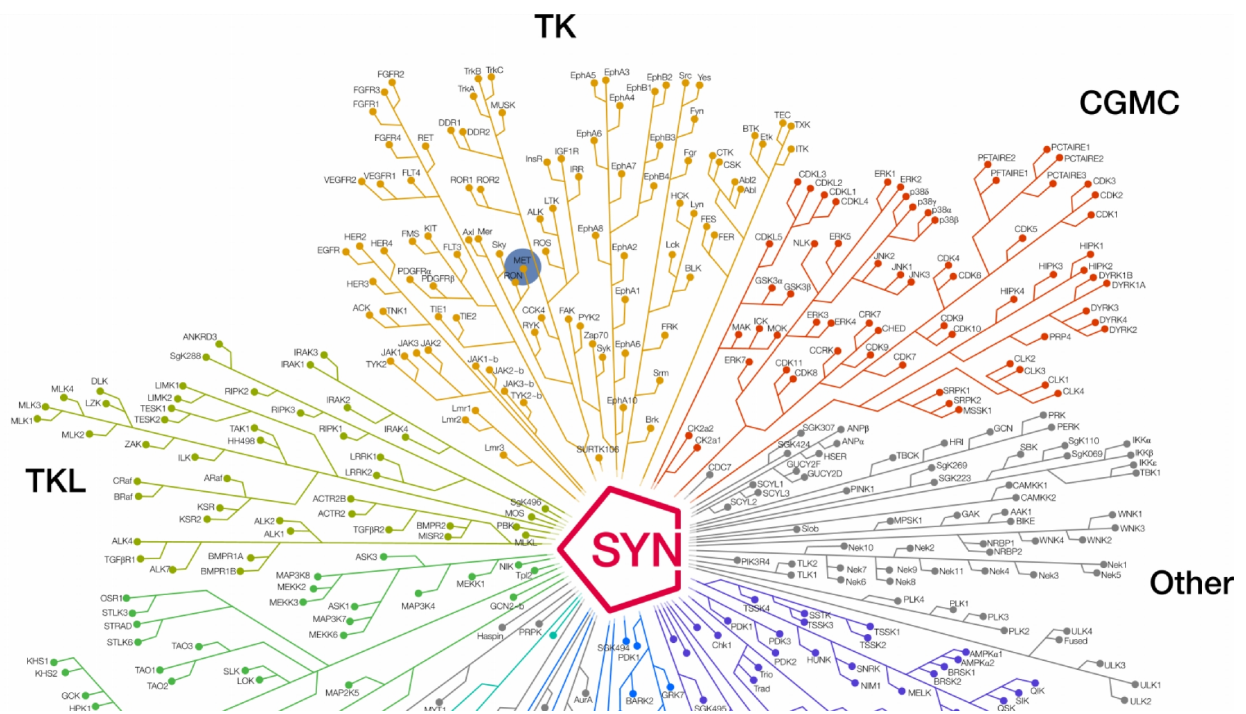 TK
CGMC
TKL
Other
SYN
FGFR2
FGFR3
FGFR1
FGFR4
TrkB
TrkC
TrkA
MUSK
DDR1
DDR2
RET
VEGFR2
VEGFR1
FLT4
ROR1
ROR2
InsR
IGF1R
IRR
LTK
ALK
ROS
MET
RON
HER2
EGFR
HER4
HER3
FMS
KIT
FLT3
PDGFRα
PDGFRβ
Axl
Mer
Sky
ACK
TNK1
TIE1
TIE2
CCK4
RYK
FAK
PYK2
Zap70
Syk
JAK3
JAK2
JAK1
TYK2
JAK1~b
JAK2~b
JAK3~b
TYK2~b
Lmr1
Lmr2
Lmr3
SURTK106
EphA5
EphA3
EphA4
EphA6
EphA7
EphA8
EphA2
EphA1
EphA6
EphA10
EphB2
EphB1
EphB3
EphB4
Src
Yes
Fyn
Fgr
HCK
Lyn
Lck
BLK
FRK
Srm
Brk
CTK
CSK
Abl2
Abl
FES
FER
TEC
TXK
BTK
Etk
ITK
CDKL3
CDKL2
CDKL1
CDKL4
CDKL5
ERK1
ERK2
p38δ
p38γ
p38α
p38β
NLK
ERK5
JNK2
JNK1
JNK3
GSK3α
GSK3β
MAK
ICK
MOK
ERK3
ERK4
ERK7
CRK7
CHED
CCRK
CDK9
CDK11
CDK8
CDK7
CDK9
CDK10
CDK4
CDK6
CDK5
PFTAIRE2
PFTAIRE1
PCTAIRE1
PCTAIRE2
PCTAIRE3
CDK3
CDK2
CDK1
HIPK1
HIPK2
HIPK3
HIPK4
DYRK1B
DYRK1A
DYRK3
DYRK4
DYRK2
PRP4
CLK2
CLK3
CLK1
CLK4
SRPK1
SRPK2
MSSK1
CK2a2
CK2a1
CDC7
SGK307
SGK424
ANPβ
ANPα
HSER
GUCY2F
GUCY2D
SCYL1
SCYL3
SCYL2
TBCK
PINK1
HRI
GCN
PRK
PERK
SgK269
SGK223
SBK
SgK110
SgK069
IKKα
IKKβ
IKKε
TBK1
CAMKK1
CAMKK2
Slob
MPSK1
GAK
AAK1
BIKE
WNK1
WNK3
WNK4
WNK2
NRBP1
NRBP2
PIK3R4
TLK2
TLK1
Nek10
Nek2
Nek7
Nek6
Nek9
Nek8
Nek11
Nek4
Nek3
Nek1
Nek5
PLK4
PLK1
PLK3
PLK2
ULK4
Fused
ULK3
ULK1
ULK2
ANKRD3
SgK288
LIMK1
LIMK2
TESK1
TESK2
RIPK2
RIPK3
RIPK1
IRAK3
IRAK1
IRAK2
IRAK4
DLK
MLK4
LZK
MLK3
MLK1
MLK2
ZAK
ILK
TAK1
HH498
LRRK1
LRRK2
CRaf
BRaf
ARaf
KSR
KSR2
ACTR2B
ACTR2
TGFβR2
BMPR2
MISR2
ALK2
ALK1
ALK4
TGFβR1
ALK7
BMPR1A
BMPR1B
SgK496
MOS
PBK
MLKL
ASK3
MAP3K8
MEKK2
MEKK3
ASK1
MAP3K7
MEKK6
MAP3K4
MEKK1
NIK
Tpl2
GCN2~b
Haspin
PRPK
OSR1
STLK3
STRAD
STLK6
TAO3
TAO1
TAO2
SLK
LOK
KHS1
KHS2
GCK
HPK1
MAP2K5
MYT1
SGK494
PDK1
AurA
BARK2
GRK7
SGK495
Chk1
PDK1
Trio
Trad
PDK3
PDK2
TSSK4
SSTK
TSSK3
TSSK1
TSSK2
HUNK
SNRK
NIM1
MELK
AMPKα1
AMPKα2
BRSK1
BRSK2
QIK
SIK
QSK